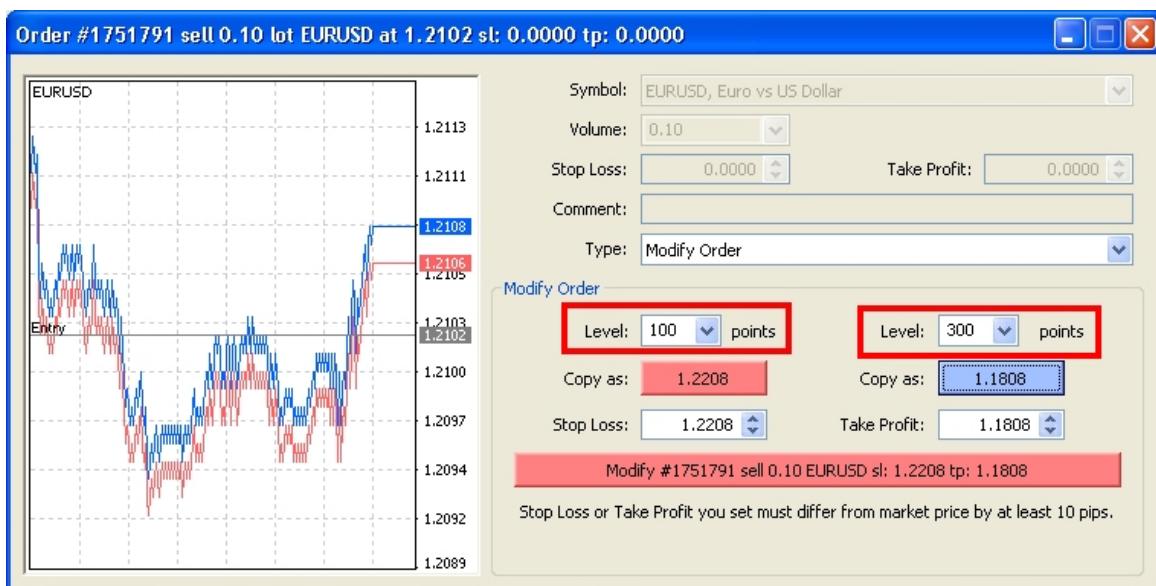 Order #1751791 sell 0.10 lot EURUSD at 1.2102 sl: 0.0000 tp: 0.0000
EURUSD
1.2113
1.2111
1.2108
1.2106
1.2105
1.2103
Entry
1.2102
1.2100
1.2097
1.2094
1.2092
1.2089
Symbol: EURUSD, Euro vs US Dollar
Volume: 0.10
Stop Loss: 0.0000 Take Profit: 0.0000
Comment:
Type: Modify Order
Modify Order
Level: 100 points Level: 300 points
Copy as: 1.2208 Copy as: 1.1808
Stop Loss: 1.2208 Take Profit: 1.1808
Modify #1751791 sell 0.10 EURUSD sl: 1.2208 tp: 1.1808
Stop Loss or Take Profit you set must differ from market price by at least 10 pips.